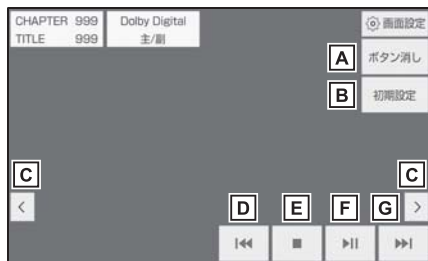 CHAPTER 999
TITLE 999
Dolby Digital
主/副
画面設定
A
ボタン消し
B
初期設定
C
C
<
>
D
E
F
G